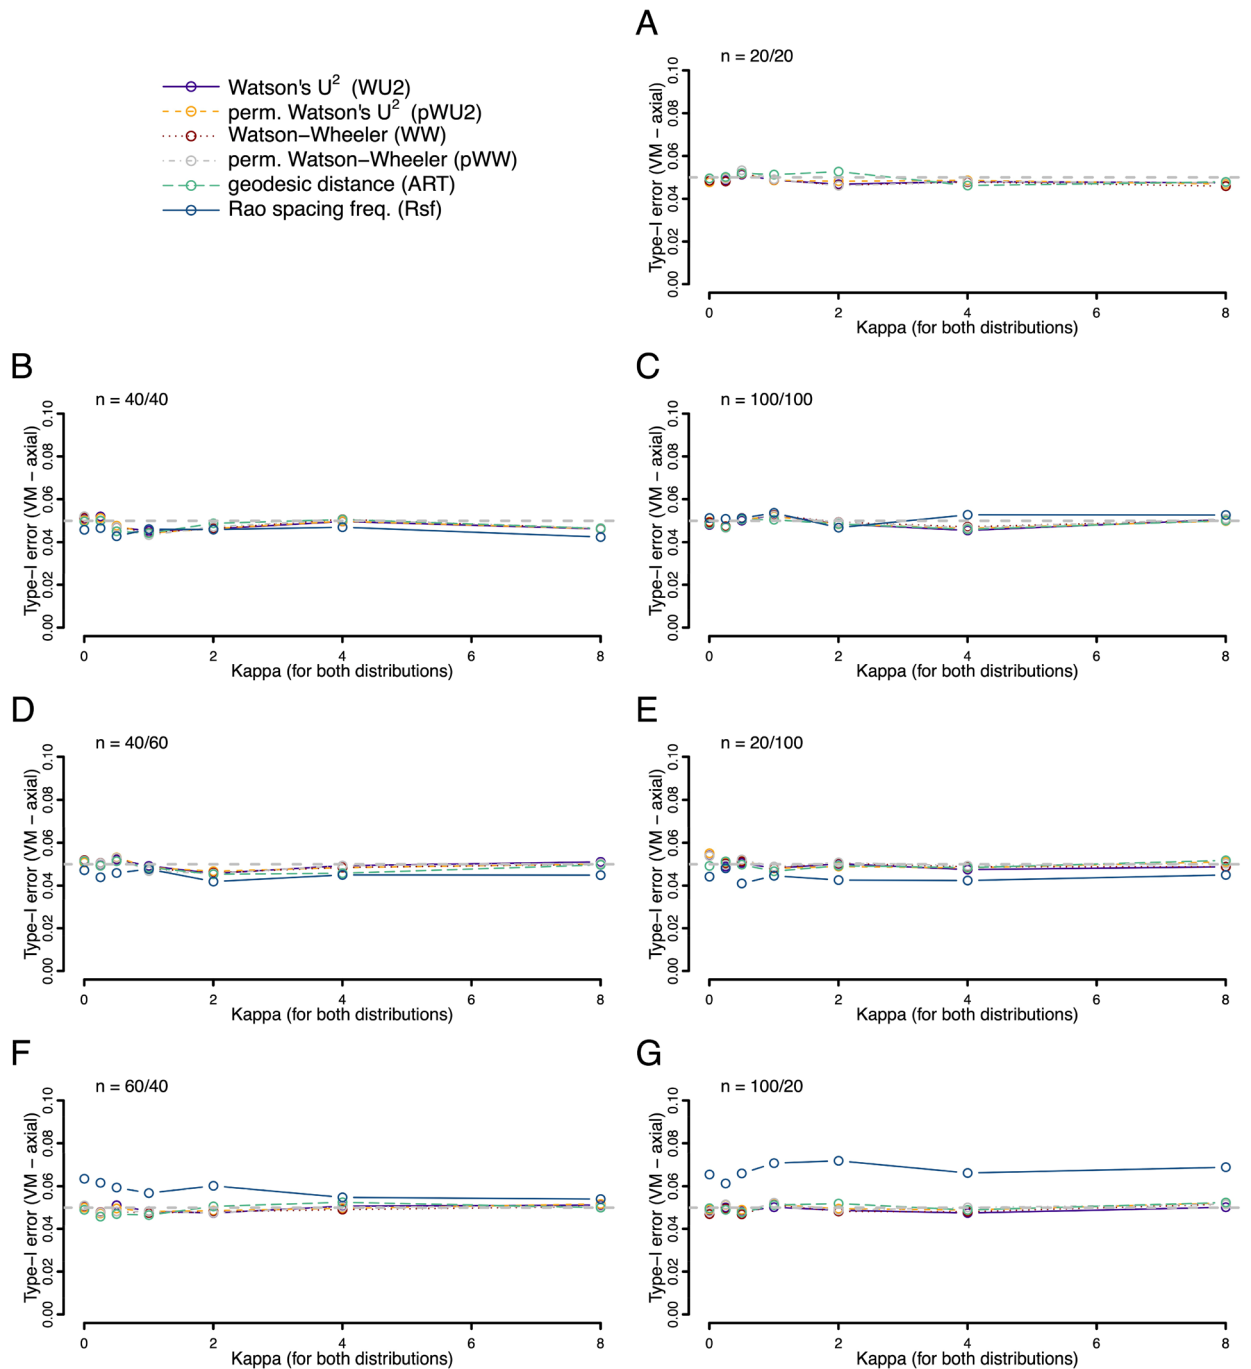 A
n = 20/20
Watson's U² (WU2)
perm. Watson's U² (pWU2)
Watson−Wheeler (WW)
perm. Watson−Wheeler (pWW)
geodesic distance (ART)
Rao spacing freq. (Rsf)
Type−I error (VM − axial)
0.00 0.02 0.04 0.06 0.08 0.10
0 2 4 6 8
Kappa (for both distributions)
B
n = 40/40
Type−I error (VM − axial)
0.00 0.02 0.04 0.06 0.08 0.10
0 2 4 6 8
Kappa (for both distributions)
C
n = 100/100
Type−I error (VM − axial)
0.00 0.02 0.04 0.06 0.08 0.10
0 2 4 6 8
Kappa (for both distributions)
D
n = 40/60
Type−I error (VM − axial)
0.00 0.02 0.04 0.06 0.08 0.10
0 2 4 6 8
Kappa (for both distributions)
E
n = 20/100
Type−I error (VM − axial)
0.00 0.02 0.04 0.06 0.08 0.10
0 2 4 6 8
Kappa (for both distributions)
F
n = 60/40
Type−I error (VM − axial)
0.00 0.02 0.04 0.06 0.08 0.10
0 2 4 6 8
Kappa (for both distributions)
G
n = 100/20
Type−I error (VM − axial)
0.00 0.02 0.04 0.06 0.08 0.10
0 2 4 6 8
Kappa (for both distributions)